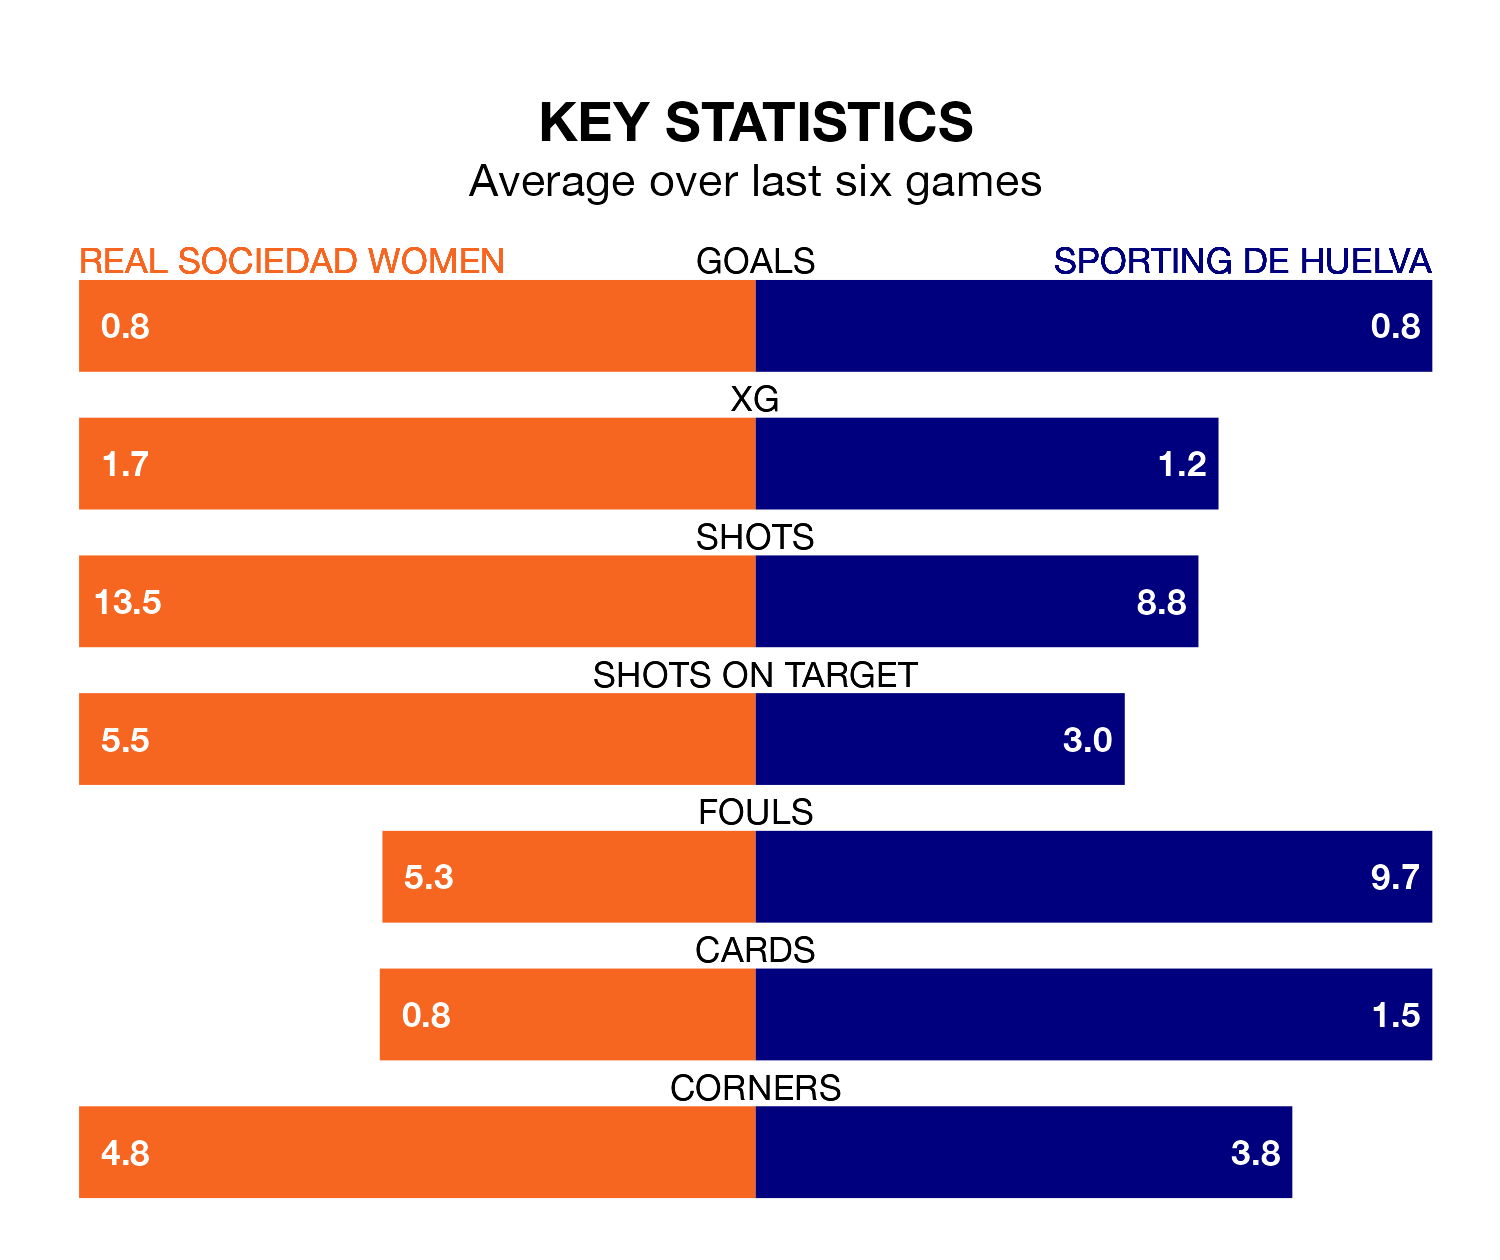 KEY STATISTICS
Average over last six games
REAL SOCIEDAD WOMEN GOALS SPORTING DE HUELVA
0.8 0.8
XG
1.7 1.2
SHOTS
13.5 8.8
SHOTS ON TARGET
5.5 3.0
FOULS
5.3 9.7
CARDS
0.8 1.5
CORNERS
4.8 3.8